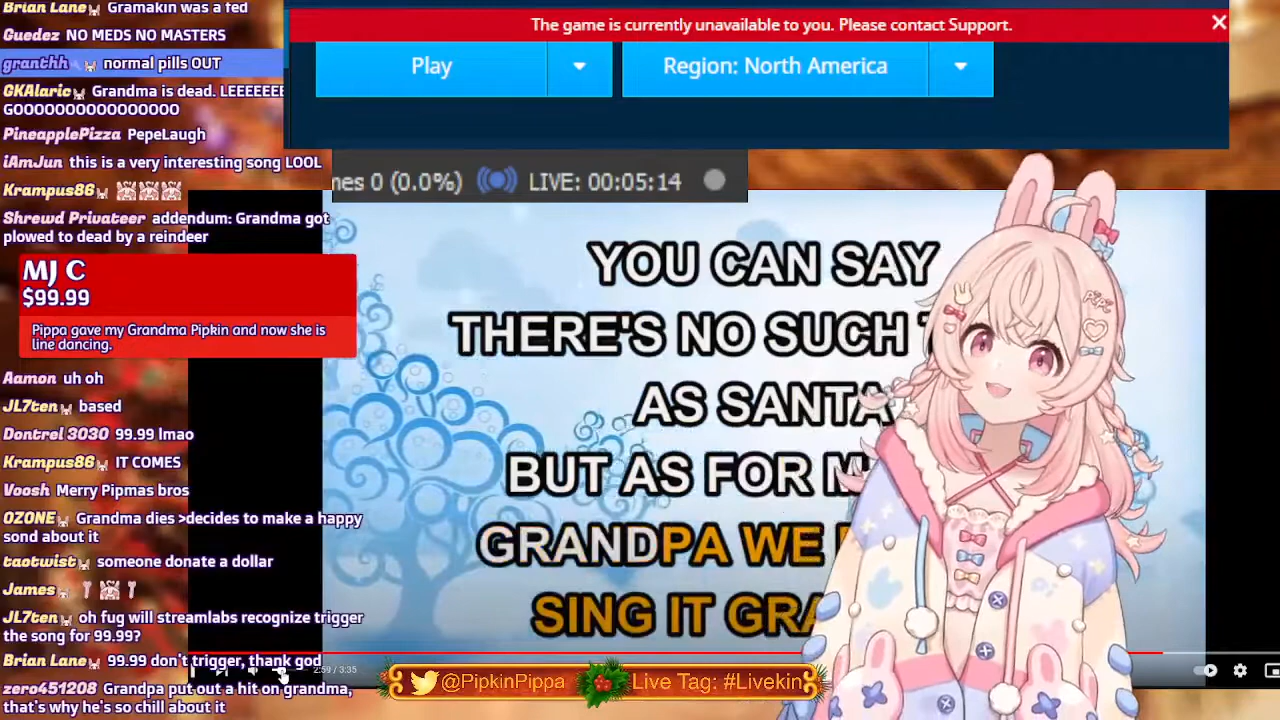 Brian Lane Gramakin was a fed
Guedez NO MEDS NO MASTERS
granthh normal pills OUT
GKAlaric Grandma is dead. LEEEEEE
GOOOOOOOOOOOOOOOO
PineapplePizza PepeLaugh
iAmJun this is a very interesting song LOOL
Krampus86
Shrewd Privateer addendum: Grandma got
plowed to dead by a reindeer
MJ C
$99.99
Pippa gave my Grandma Pipkin and now she is
line dancing.
Aamon uh oh
JL7ten based
Dontrel 3030 99.99 lmao
Krampus86 IT COMES
Voosh Merry Pipmas bros
OZONE Grandma dies >decides to make a happy
sond about it
taotwist someone donate a dollar
James
JL7ten oh fug will streamlabs recognize trigger
the song for 99.99?
Brian Lane 99.99 don't trigger, thank god
zero451208 Grandpa put out a hit on grandma,
that's why he's so chill about it
The game is currently unavailable to you. Please contact Support.
Play
Region: North America
nes 0 (0.0%)
LIVE: 00:05:14
YOU CAN SAY
THERE'S NO SUCH
AS SANTA
BUT AS FOR M
GRANDPA WE
SING IT GRA
2:59 / 3:35
@PipkinPippa
Live Tag: #Livekin